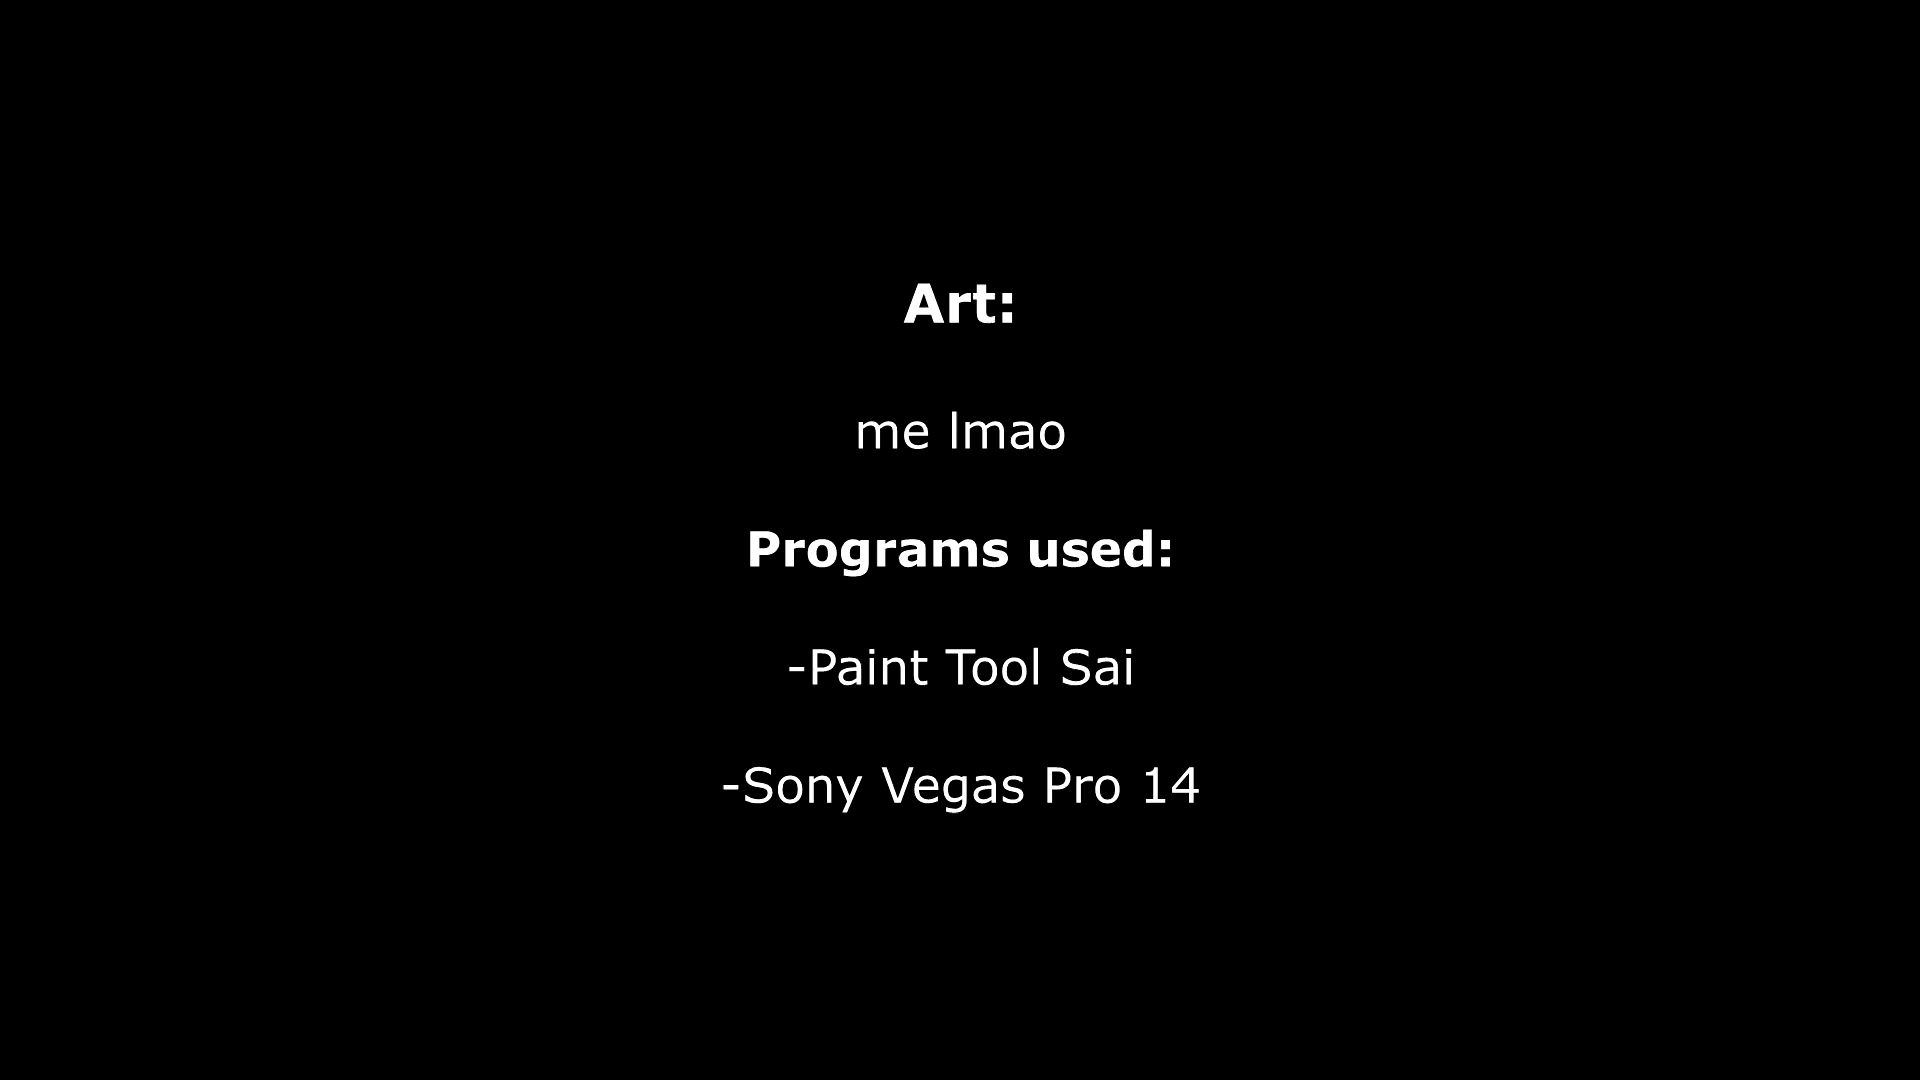 Art:
me lmao
Programs used:
-Paint Tool Sai
-Sony Vegas Pro 14